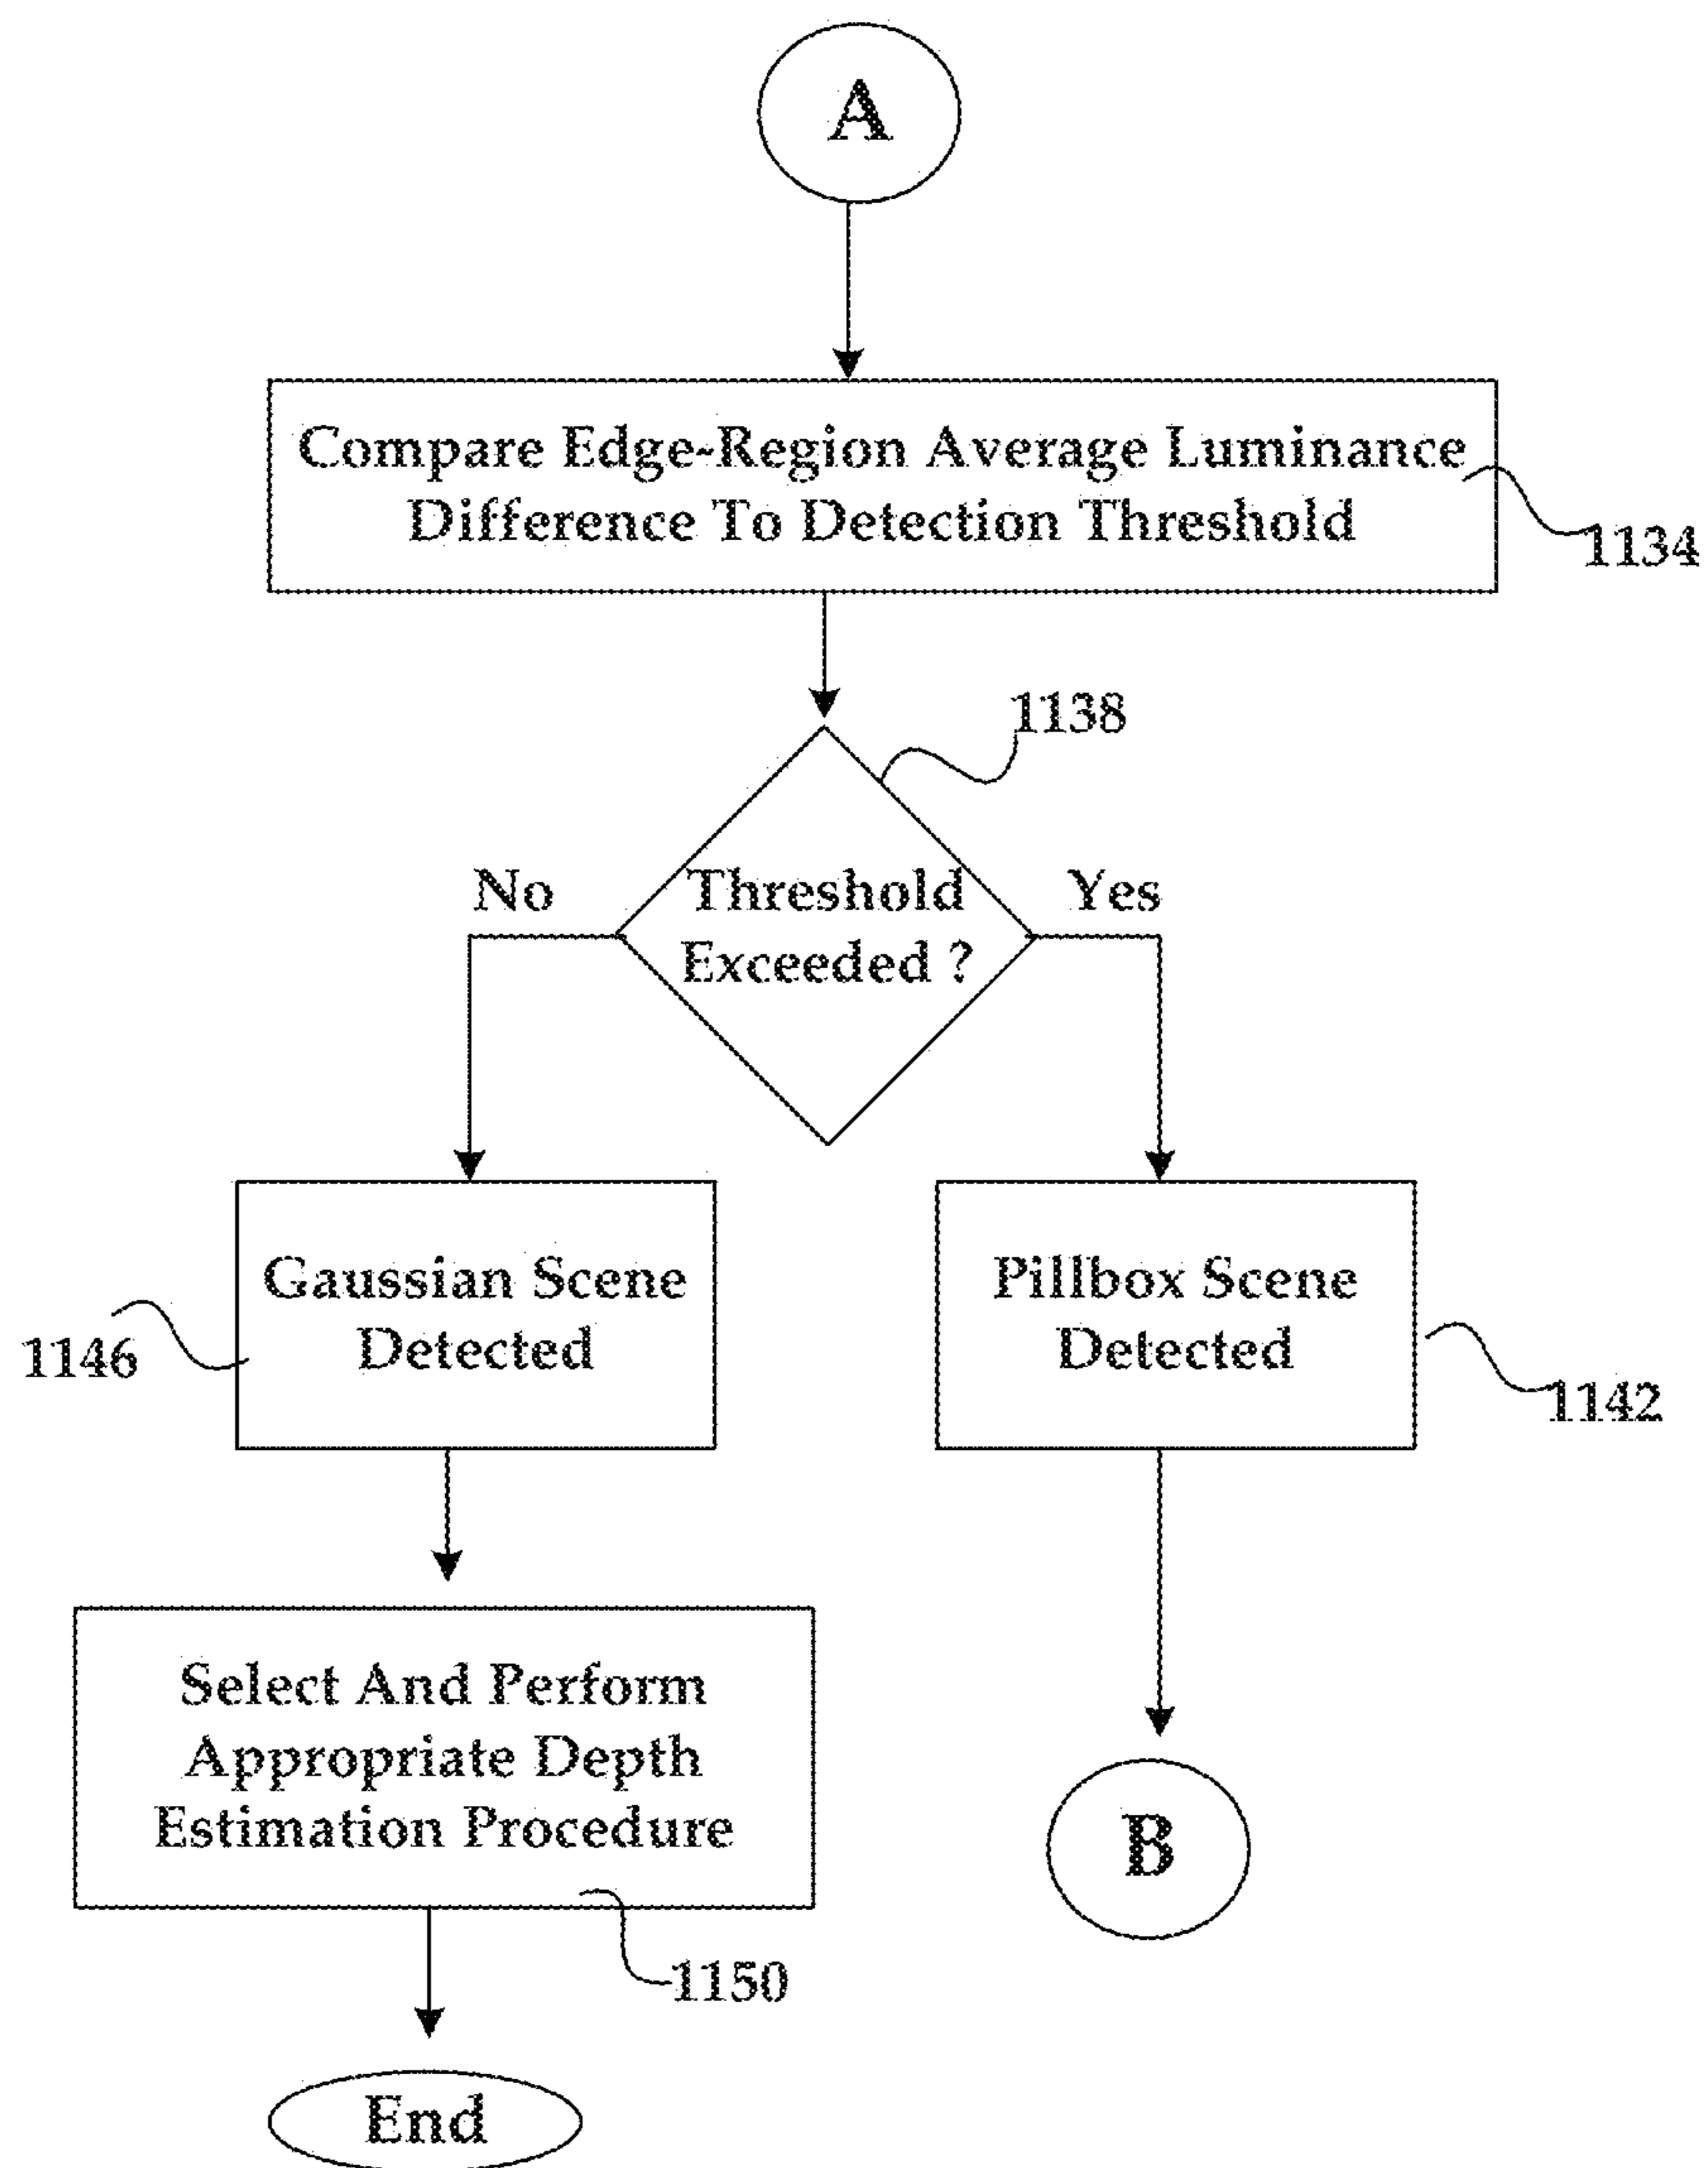 A
Compare Edge-Region Average Luminance
Difference To Detection Threshold
1134
1138
No
Threshold
Exceeded ?
Yes
Gaussian Scene
Detected
1146
Pillbox Scene
Detected
1142
Select And Perform
Appropriate Depth
Estimation Procedure
1150
B
End